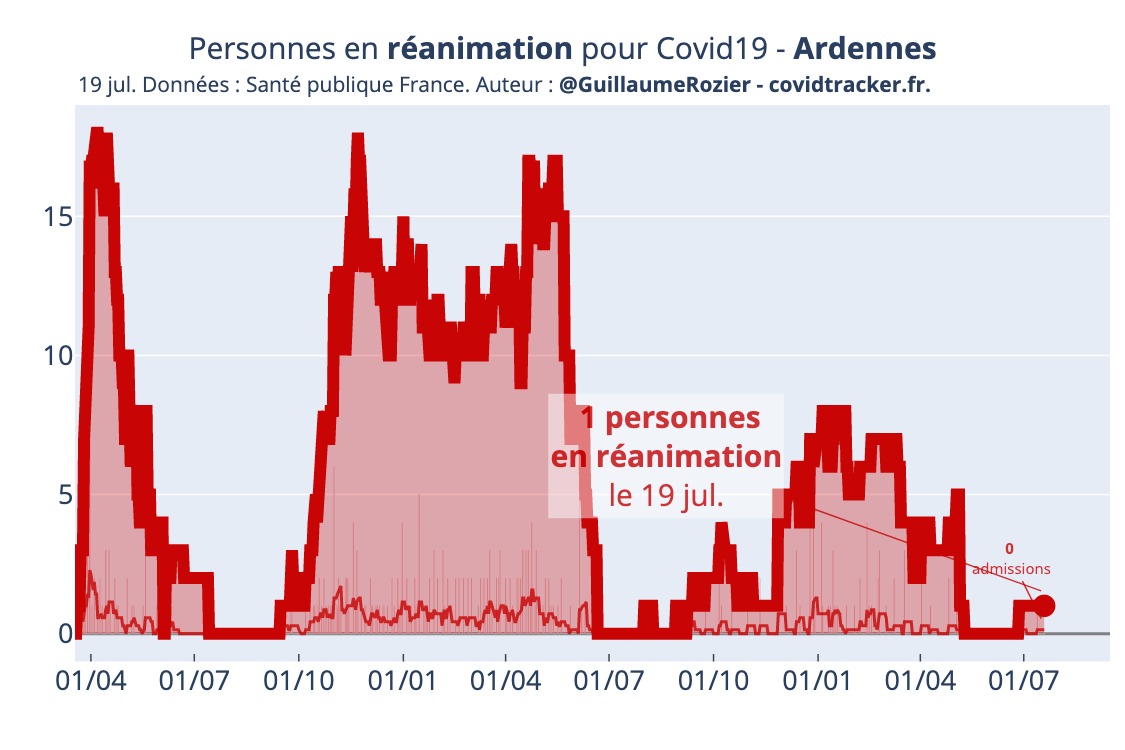 Personnes en réanimation pour Covid19 - Ardennes
19 jul. Données : Santé publique France. Auteur : @GuillaumeRozier - covidtracker.fr.
15
10
5
0
1 personnes
en réanimation
le 19 jul.
0
admissions
01/04 01/07 01/10 01/01 01/04 01/07 01/10 01/01 01/04 01/07